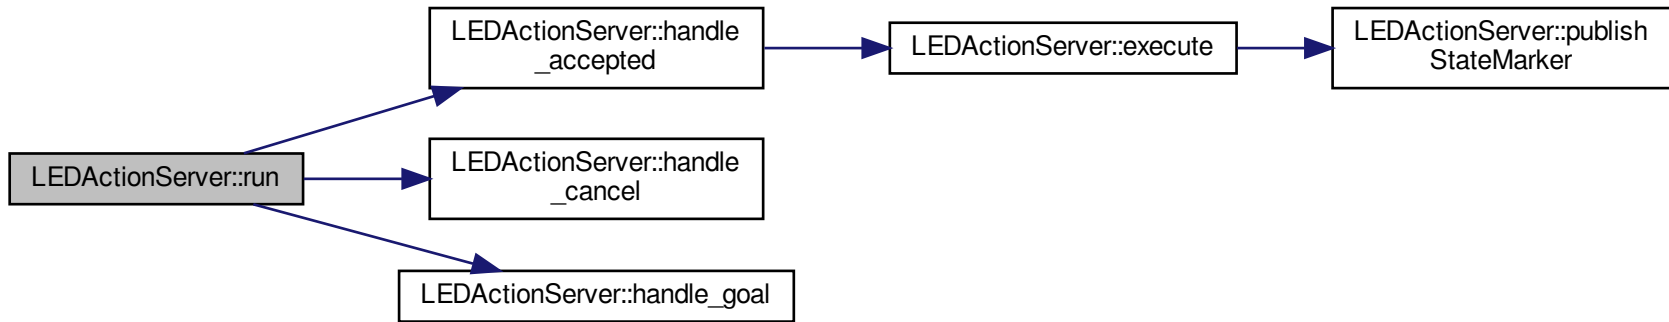 LEDActionServer::run
LEDActionServer::handle
_accepted
LEDActionServer::handle
_cancel
LEDActionServer::handle_goal
LEDActionServer::execute
LEDActionServer::publish
StateMarker